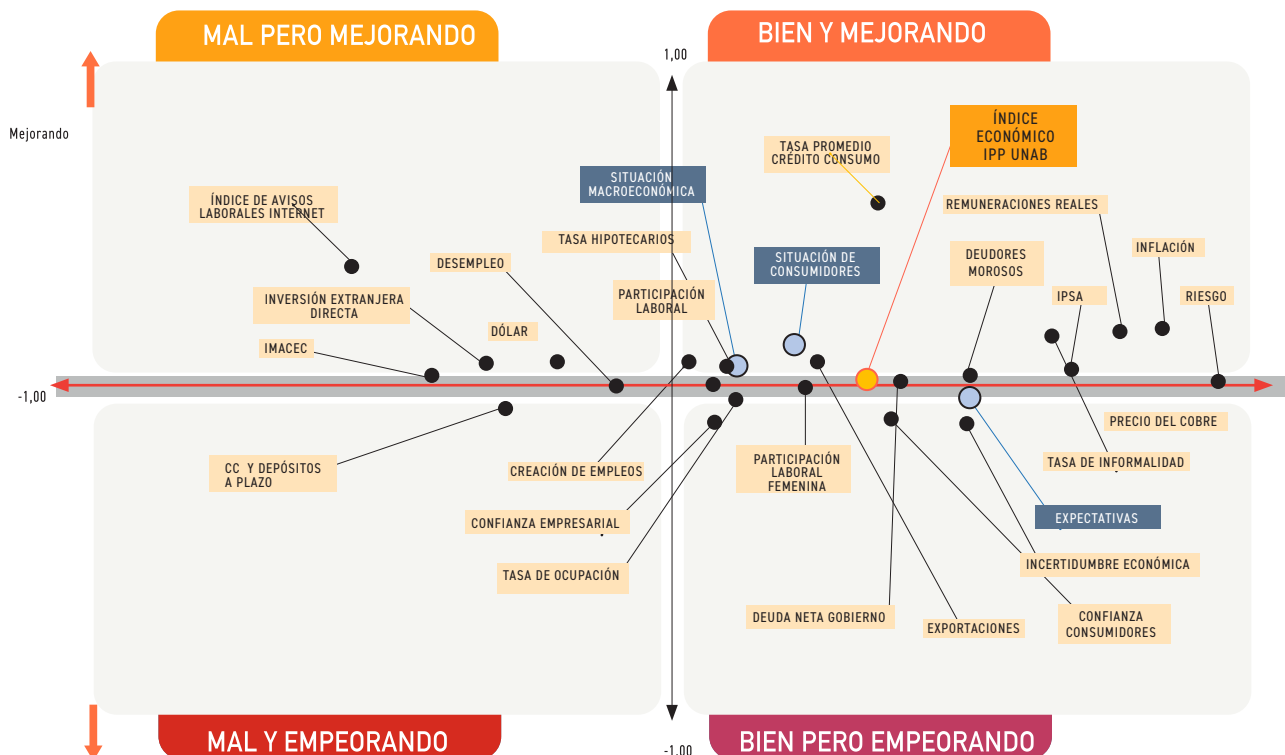 MAL PERO MEJORANDO
BIEN Y MEJORANDO
1,00
Mejorando
ÍNDICE
ECONÓMICO
IPP UNAB
TASA PROMEDIO
CRÉDITO CONSUMO
SITUACIÓN
MACROECONÓMICA
ÍNDICE DE AVISOS
LABORALES INTERNET
REMUNERACIONES REALES
TASA HIPOTECARIOS
INFLACIÓN
DESEMPLEO
SITUACIÓN DE
CONSUMIDORES
DEUDORES
MOROSOS
INVERSIÓN EXTRANJERA
DIRECTA
PARTICIPACIÓN
LABORAL
IPSA
RIESGO
DÓLAR
IMACEC
-1,00
PRECIO DEL COBRE
CC Y DEPÓSITOS
A PLAZO
CREACIÓN DE EMPLEOS
PARTICIPACIÓN
LABORAL
FEMENINA
TASA DE INFORMALIDAD
CONFIANZA EMPRESARIAL
EXPECTATIVAS
TASA DE OCUPACIÓN
INCERTIDUMBRE ECONÓMICA
DEUDA NETA GOBIERNO
EXPORTACIONES
CONFIANZA
CONSUMIDORES
MAL Y EMPEORANDO
BIEN PERO EMPEORANDO
-1,00